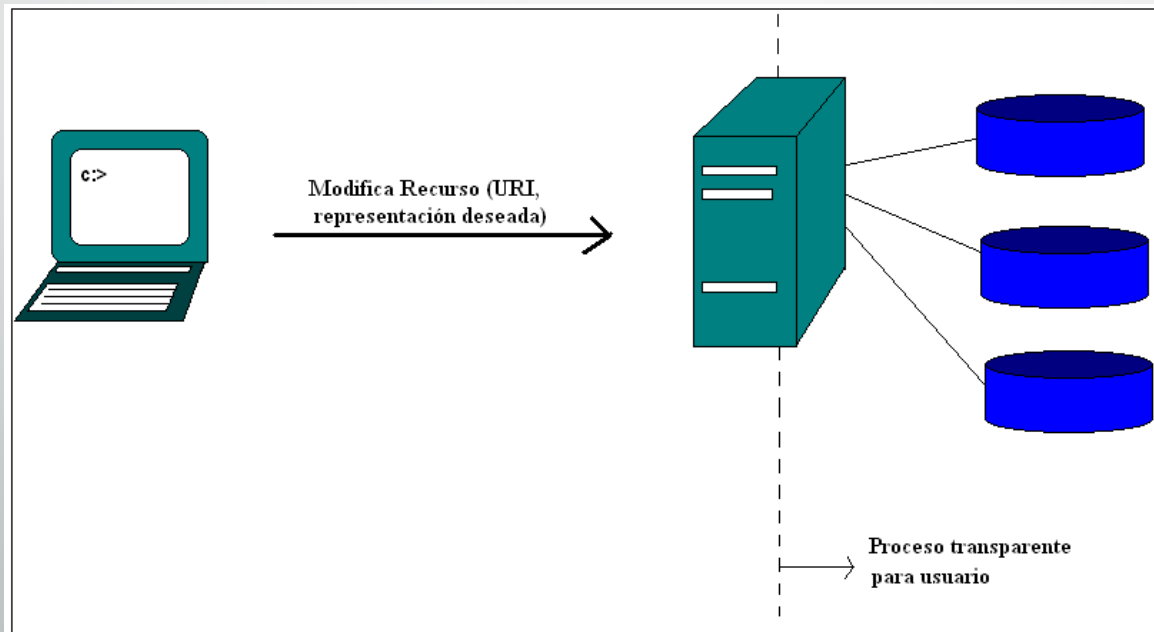 c:>
Modifica Recurso (URI,
representación deseada)
Proceso transparente
para usuario